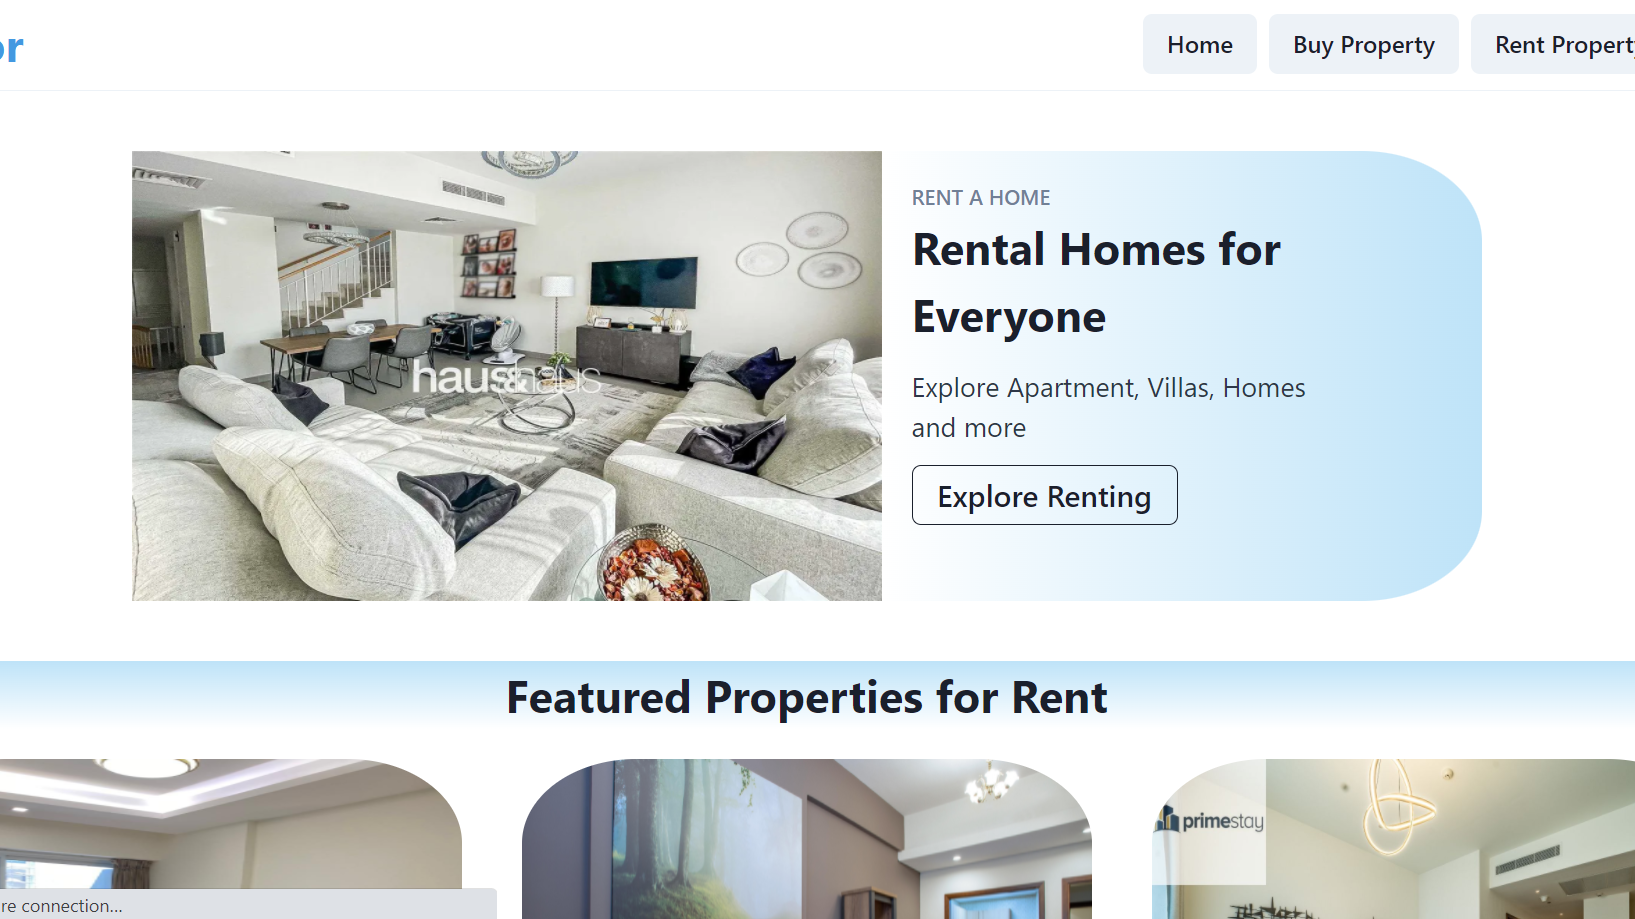 or
Home
Buy Property
Rent Property
RENT A HOME
Rental Homes for
Everyone
Explore Apartment, Villas, Homes
and more
Explore Renting
haus&haus
Featured Properties for Rent
primestay
re connection...